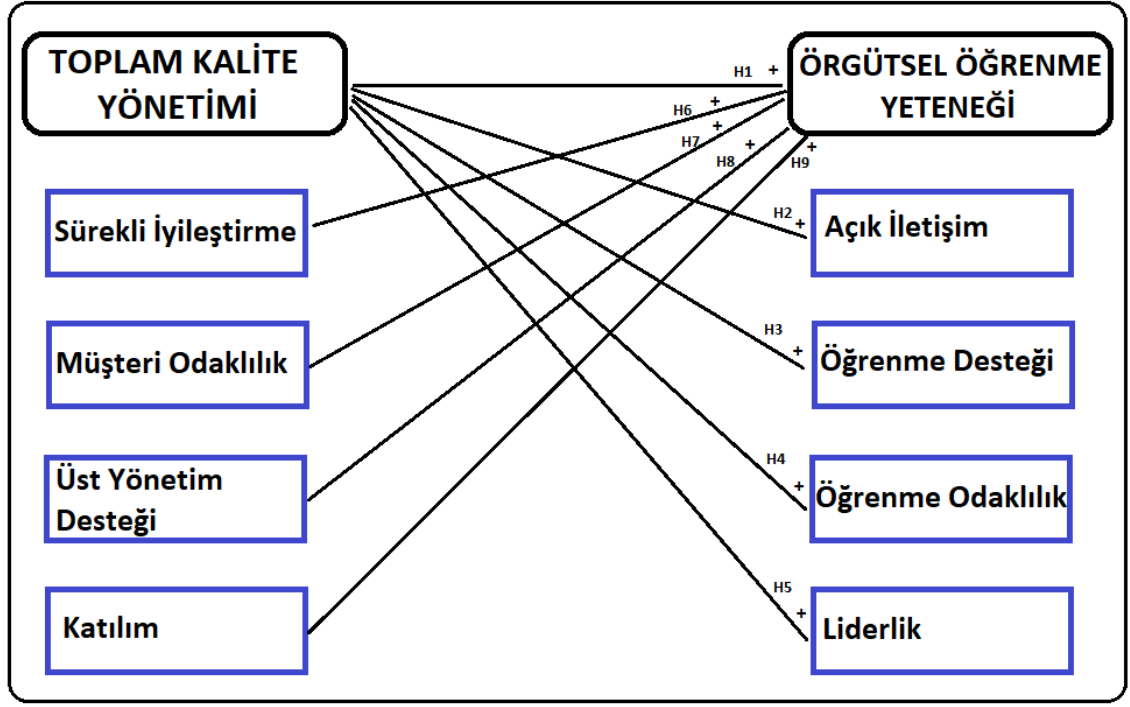 TOPLAM KALİTE
YÖNETİMİ
H1 +
ÖRGÜTSEL ÖĞRENME
YETENEĞİ
H6 +
H7 +
H8 +
H9 +
Sürekli İyileştirme
H2 +
Açık İletişim
Müşteri Odaklılık
H3 +
Öğrenme Desteği
Üst Yönetim
Desteği
H4 +
Öğrenme Odaklılık
Katılım
H5 +
Liderlik